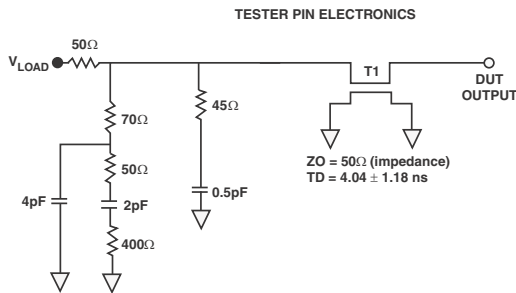 TESTER PIN ELECTRONICS
50Ω
VLOAD
T1
DUT
OUTPUT
70Ω
45Ω
50Ω
ZO = 50Ω (impedance)
TD = 4.04 ± 1.18 ns
4pF
2pF
0.5pF
400Ω